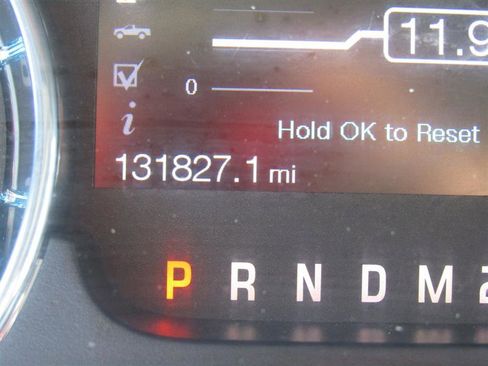 11.9
0
Hold OK to Reset
i
131827.1 mi
P R N D M